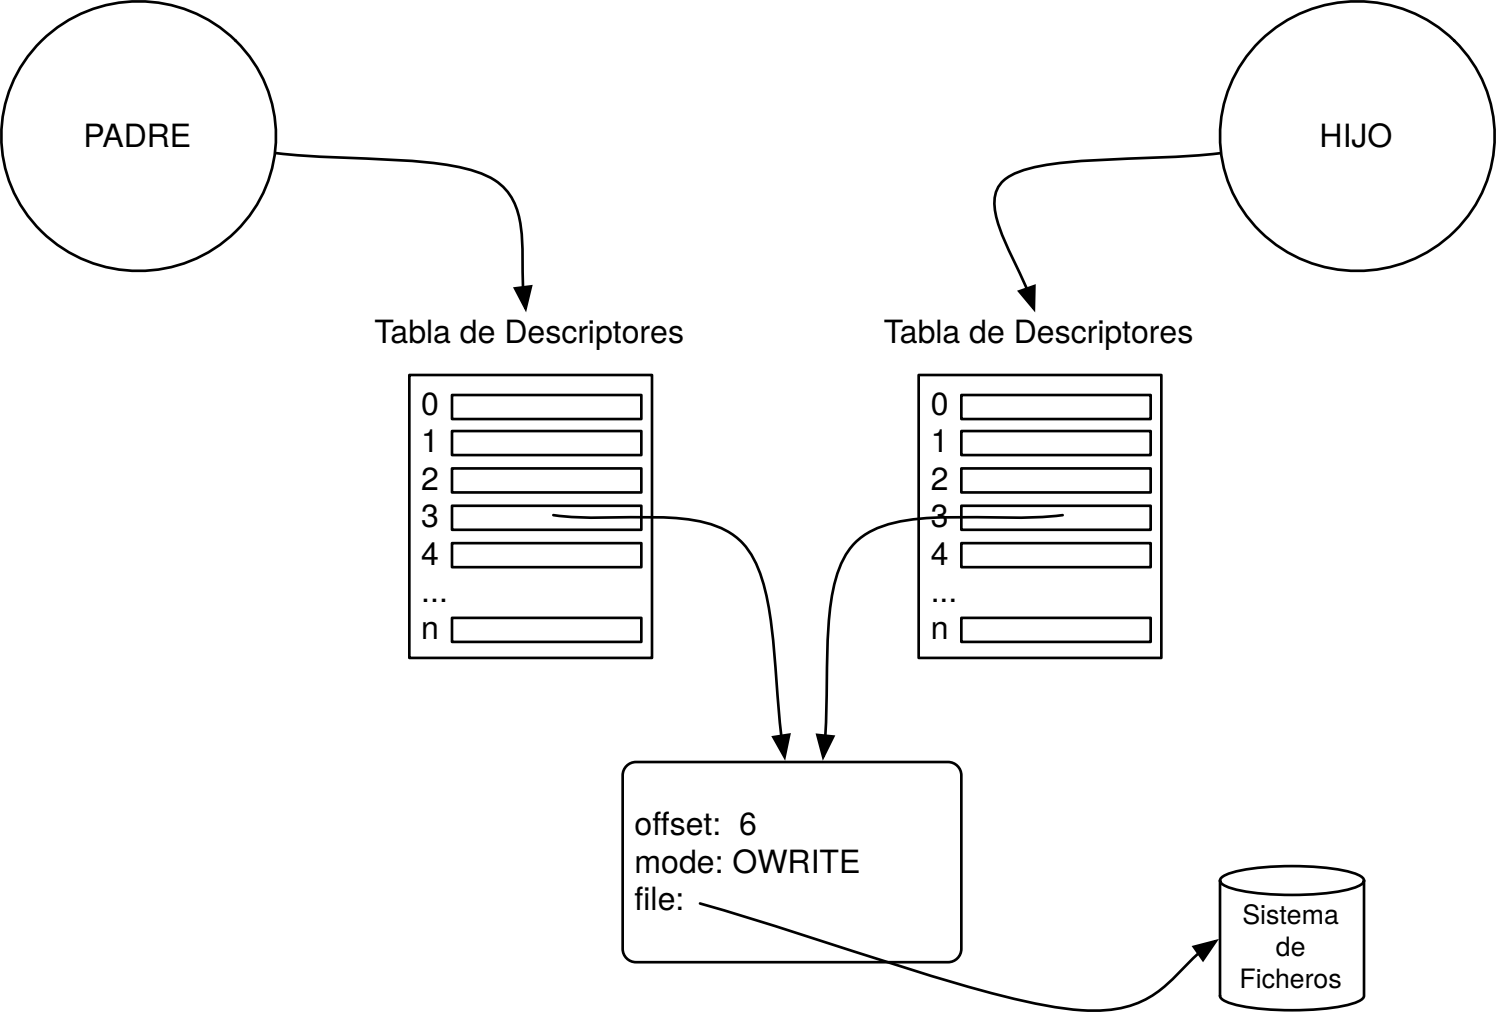 PADRE
HIJO
Tabla de Descriptores
0
1
2
3
4
...
n
Tabla de Descriptores
0
1
2
3
4
...
n
offset:  6
mode: OWRITE
file:
Sistema
de
Ficheros